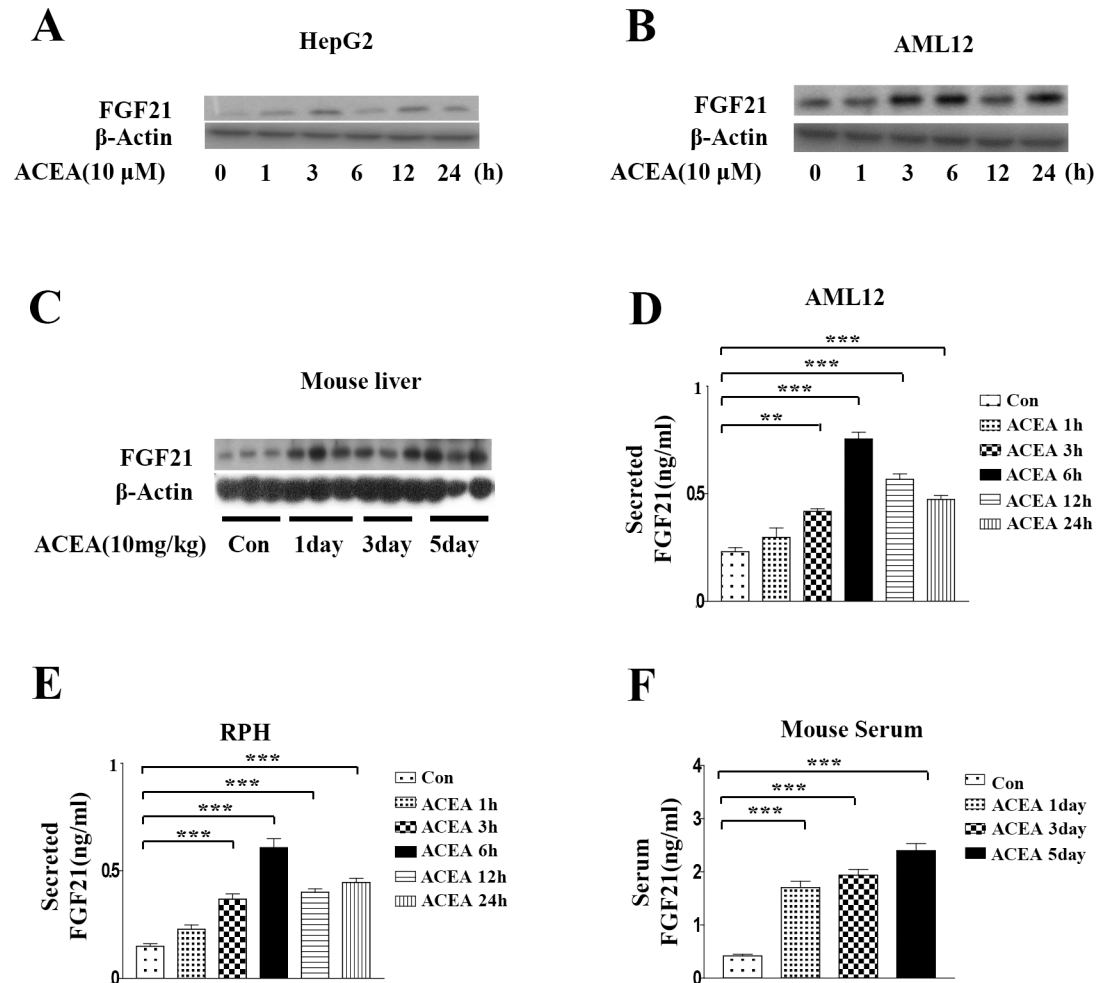 A
HepG2
FGF21
β-Actin
ACEA(10 μM) 0 1 3 6 12 24 (h)
B
AML12
FGF21
β-Actin
ACEA(10 μM) 0 1 3 6 12 24 (h)
C
Mouse liver
FGF21
β-Actin
ACEA(10mg/kg) Con 1day 3day 5day
D
AML12
***
***
***
**
1
0.5
0
Secreted
FGF21(ng/ml)
Con
ACEA 1h
ACEA 3h
ACEA 6h
ACEA 12h
ACEA 24h
E
RPH
***
***
***
***
1
0.5
0
Secreted
FGF21(ng/ml)
Con
ACEA 1h
ACEA 3h
ACEA 6h
ACEA 12h
ACEA 24h
F
Mouse Serum
***
***
***
4
3
2
1
0
Serum
FGF21(ng/ml)
Con
ACEA 1day
ACEA 3day
ACEA 5day